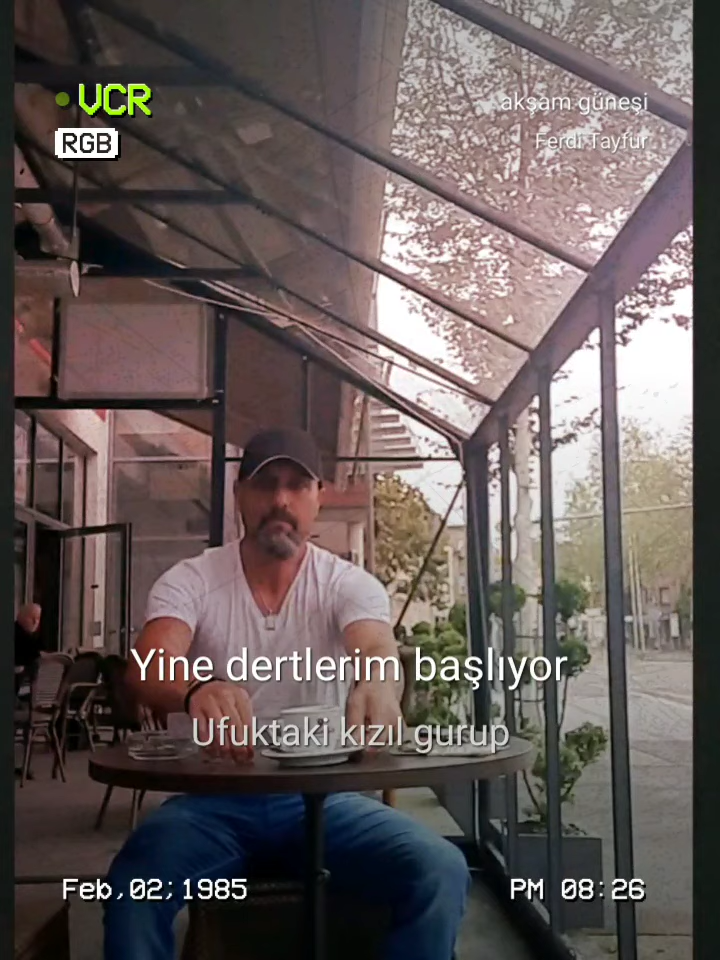 VCR
RGB
akşam güneşi
Ferdi Tayfur
Yine dertlerim başlıyor
Ufuktaki kızıl gurup
Feb,02;1985
PM 08:26